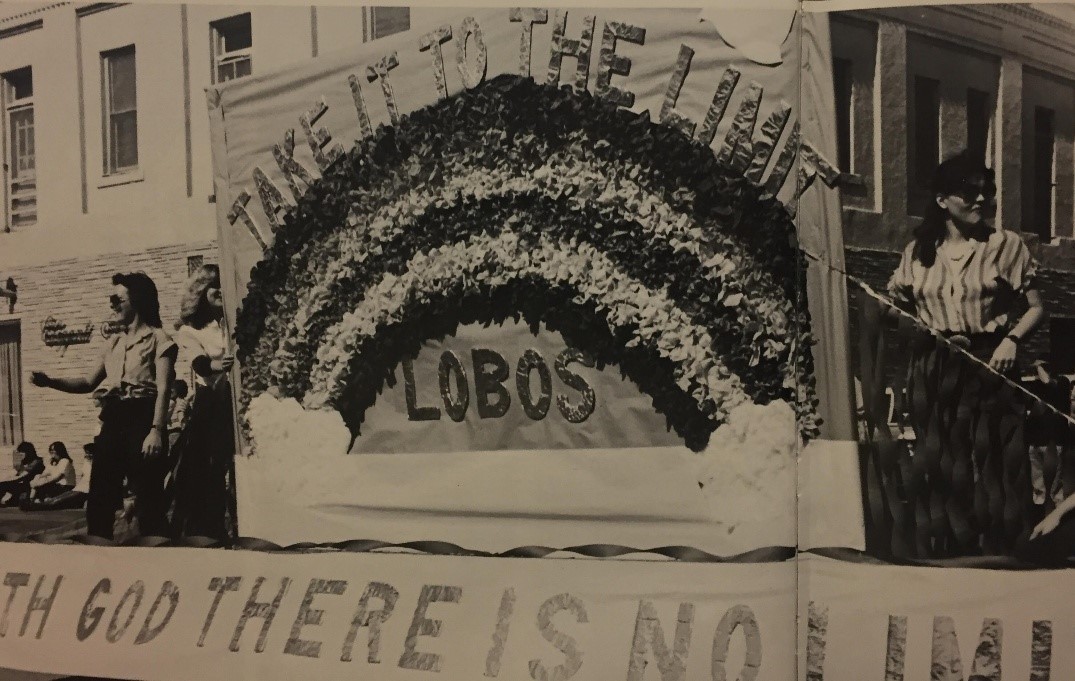 TAKE IT TO THE LIMIT
LOBOS
TH GOD THERE IS NO LIMI